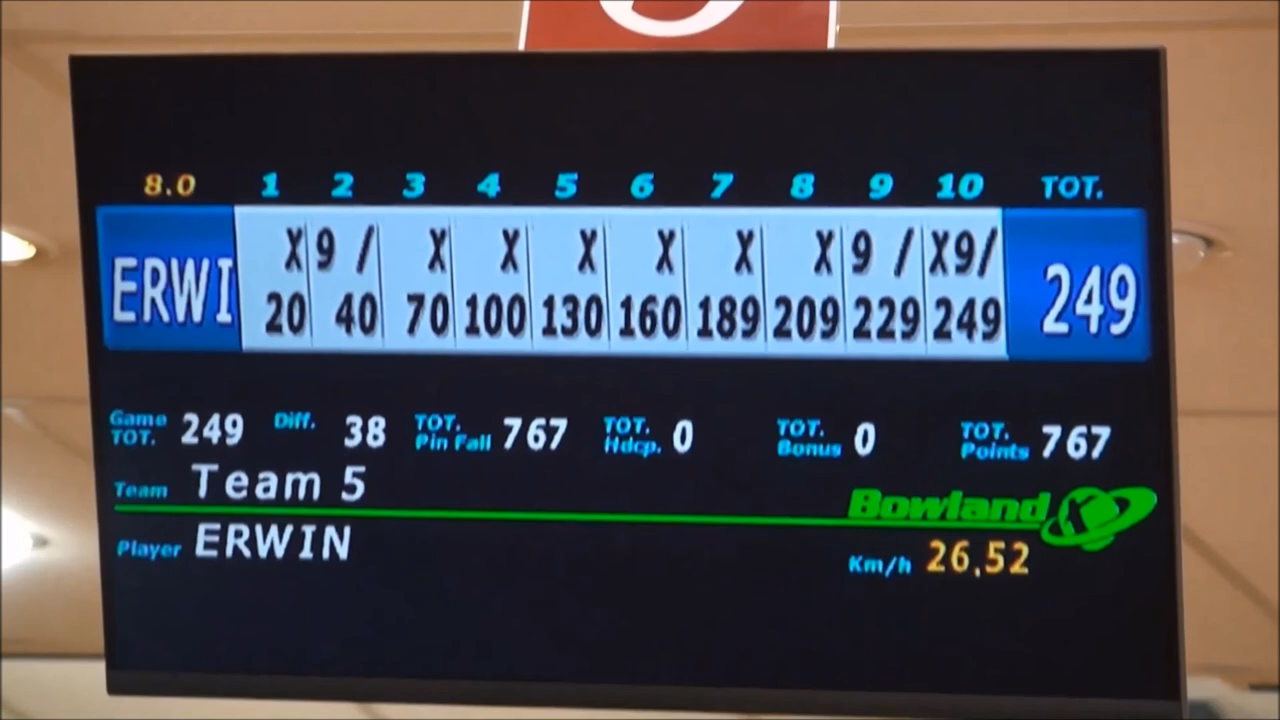 8.0 1 2 3 4 5 6 7 8 9 10 TOT.
X 9 / X X X X X X 9 / X9/
ERWI 20 40 70 100 130 160 189 209 229 249 249
Game TOT. 249 Diff. 38 TOT. Pin Fall 767 TOT. Hdcp. 0 TOT. Bonus 0 TOT. Points 767
Team Team 5
Bowland X
Player ERWIN
Km/h 26,52